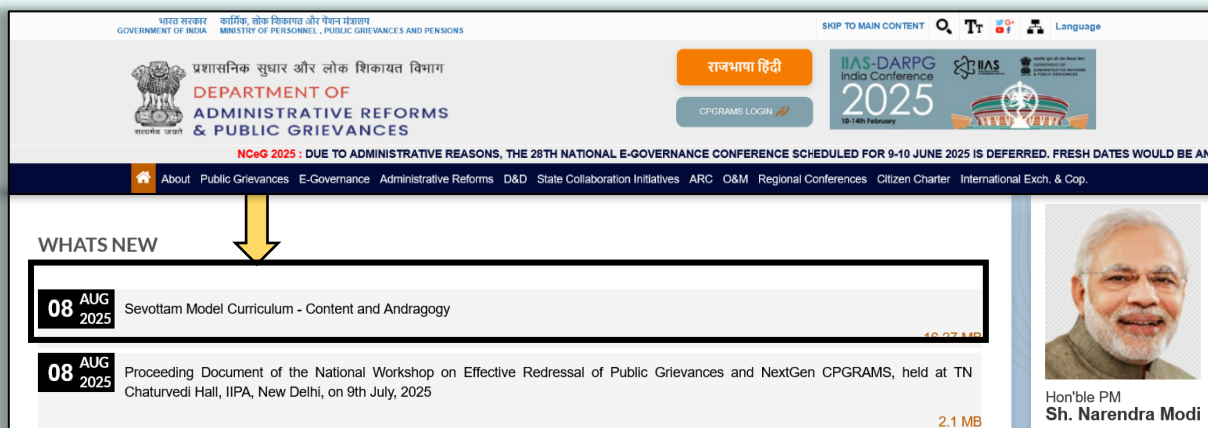 भारत सरकार
GOVERNMENT OF INDIA
कार्मिक, लोक शिकायत और पेंशन मंत्रालय
MINISTRY OF PERSONNEL , PUBLIC GRIEVANCES AND PENSIONS
SKIP TO MAIN CONTENT
TT
G+
f
Language
प्रशासनिक सुधार और लोक शिकायत विभाग
DEPARTMENT OF
ADMINISTRATIVE REFORMS
& PUBLIC GRIEVANCES
सत्यमेव जयते
राजभाषा हिंदी
CPGRAMS LOGIN
IIAS-DARPG
India Conference
2025
10-14th February
IIAS
NCeG 2025 : DUE TO ADMINISTRATIVE REASONS, THE 28TH NATIONAL E-GOVERNANCE CONFERENCE SCHEDULED FOR 9-10 JUNE 2025 IS DEFERRED. FRESH DATES WOULD BE AN
About Public Grievances E-Governance Administrative Reforms D&D State Collaboration Initiatives ARC O&M Regional Conferences Citizen Charter International Exch. & Cop.
WHATS NEW
08 AUG
2025
Sevottam Model Curriculum - Content and Andragogy
16.27 MB
08 AUG
2025
Proceeding Document of the National Workshop on Effective Redressal of Public Grievances and NextGen CPGRAMS, held at TN
Chaturvedi Hall, IIPA, New Delhi, on 9th July, 2025
2.1 MB
Hon'ble PM
Sh. Narendra Modi